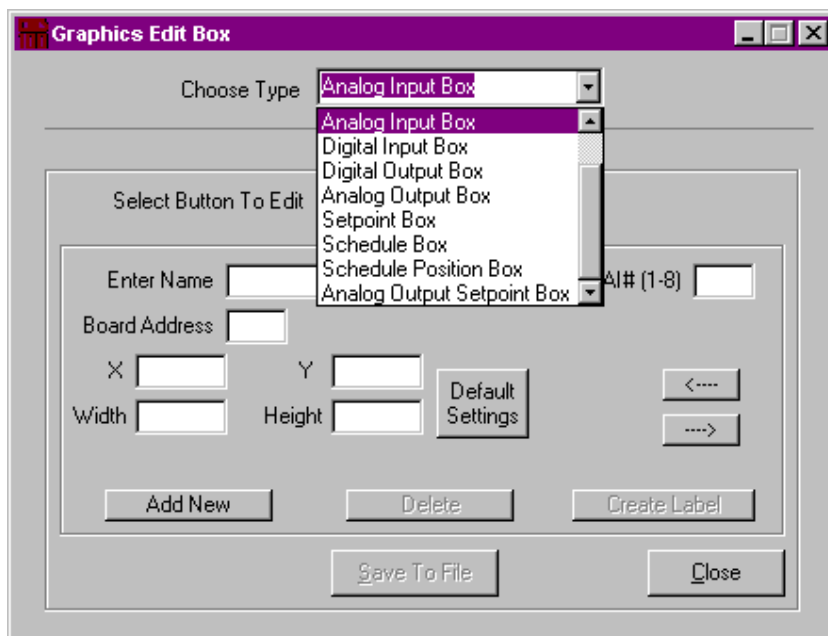 Graphics Edit Box
Choose Type Analog Input Box
Analog Input Box
Digital Input Box
Digital Output Box
Analog Output Box
Setpoint Box
Schedule Box
Schedule Position Box
Analog Output Setpoint Box
Select Button To Edit
Enter Name AI# (1-8)
Board Address
X Y
Default
Settings
<----
Width Height
---->
Add New Delete Create Label
Save To File Close